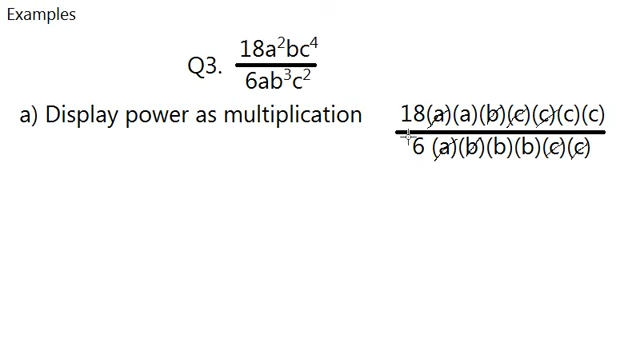 Examples
Q3. 18a²bc⁴
6ab³c²
a) Display power as multiplication
18(a)(a)(b)(c)(c)(c)(c)
6 (a)(b)(b)(b)(c)(c)